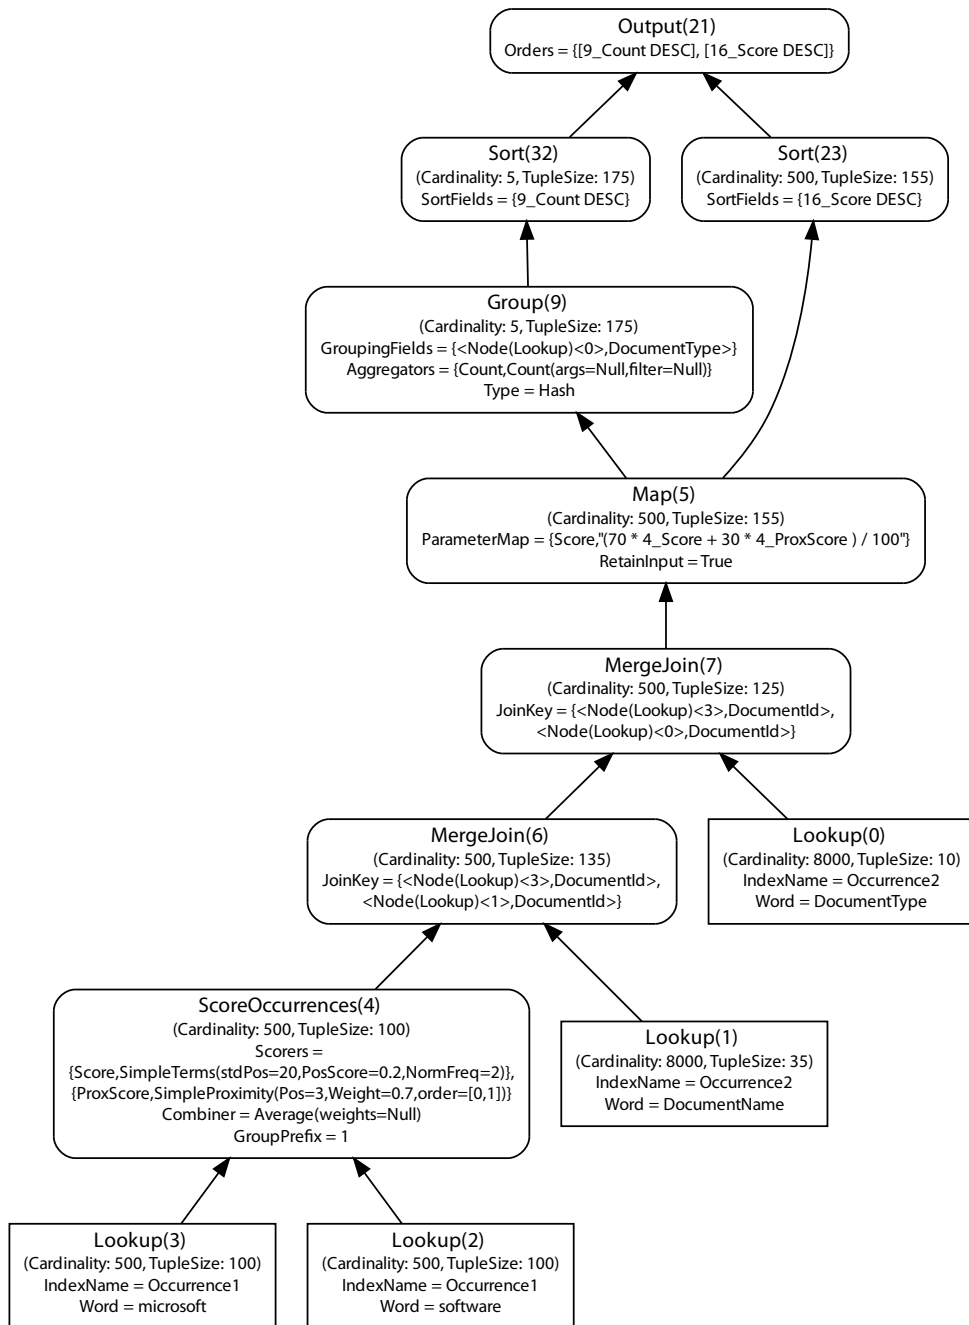 Output(21)
Orders = {[9_Count DESC], [16_Score DESC]}
Sort(32)
(Cardinality: 5, TupleSize: 175)
SortFields = {9_Count DESC}
Sort(23)
(Cardinality: 500, TupleSize: 155)
SortFields = {16_Score DESC}
Group(9)
(Cardinality: 5, TupleSize: 175)
GroupingFields = {<Node(Lookup)<0>,DocumentType>}
Aggregators = {Count,Count(args=Null,filter=Null)}
Type = Hash
Map(5)
(Cardinality: 500, TupleSize: 155)
ParameterMap = {Score,"(70 * 4_Score + 30 * 4_ProxScore ) / 100"}
RetainInput = True
MergeJoin(7)
(Cardinality: 500, TupleSize: 125)
JoinKey = {<Node(Lookup)<3>,DocumentId>,
<Node(Lookup)<0>,DocumentId>}
MergeJoin(6)
(Cardinality: 500, TupleSize: 135)
JoinKey = {<Node(Lookup)<3>,DocumentId>,
<Node(Lookup)<1>,DocumentId>}
Lookup(0)
(Cardinality: 8000, TupleSize: 10)
IndexName = Occurrence2
Word = DocumentType
ScoreOccurrences(4)
(Cardinality: 500, TupleSize: 100)
Scorers =
{Score,SimpleTerms(stdPos=20,PosScore=0.2,NormFreq=2)},
{ProxScore,SimpleProximity(Pos=3,Weight=0.7,order=[0,1])}
Combiner = Average(weights=Null)
GroupPrefix = 1
Lookup(1)
(Cardinality: 8000, TupleSize: 35)
IndexName = Occurrence2
Word = DocumentName
Lookup(3)
(Cardinality: 500, TupleSize: 100)
IndexName = Occurrence1
Word = microsoft
Lookup(2)
(Cardinality: 500, TupleSize: 100)
IndexName = Occurrence1
Word = software